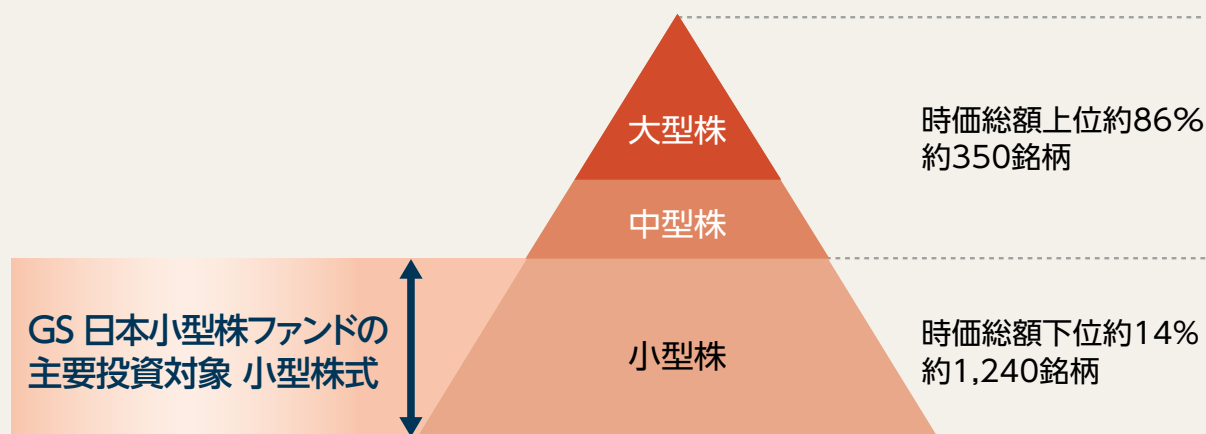 大型株
時価総額上位約86%
約350銘柄
中型株
GS 日本小型株ファンドの
主要投資対象 小型株式
小型株
時価総額下位約14%
約1,240銘柄